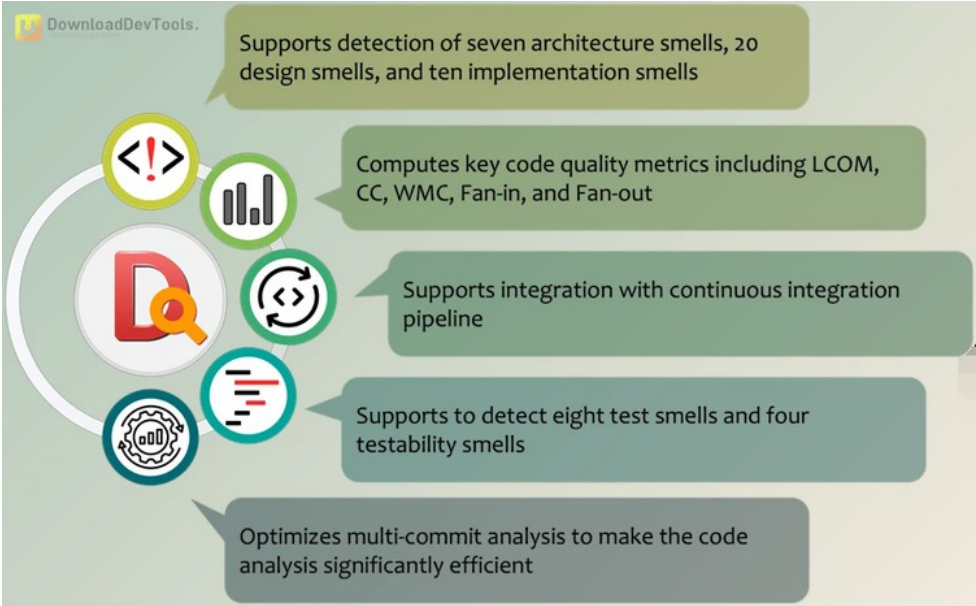 DownloadDevTools.
Supports detection of seven architecture smells, 20
design smells, and ten implementation smells
Computes key code quality metrics including LCOM,
CC, WMC, Fan-in, and Fan-out
Supports integration with continuous integration
pipeline
Supports to detect eight test smells and four
testability smells
Optimizes multi-commit analysis to make the code
analysis significantly efficient